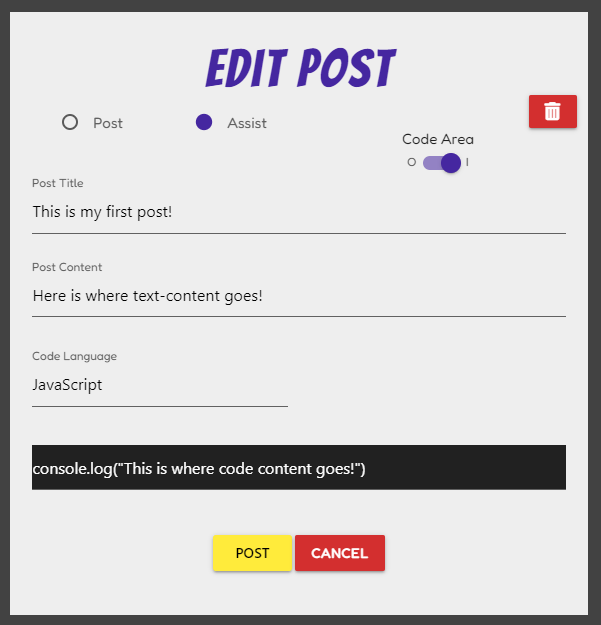 EDIT POST
Post Assist
Code Area
O I
Post Title
This is my first post!
Post Content
Here is where text-content goes!
Code Language
JavaScript
console.log("This is where code content goes!")
POST CANCEL